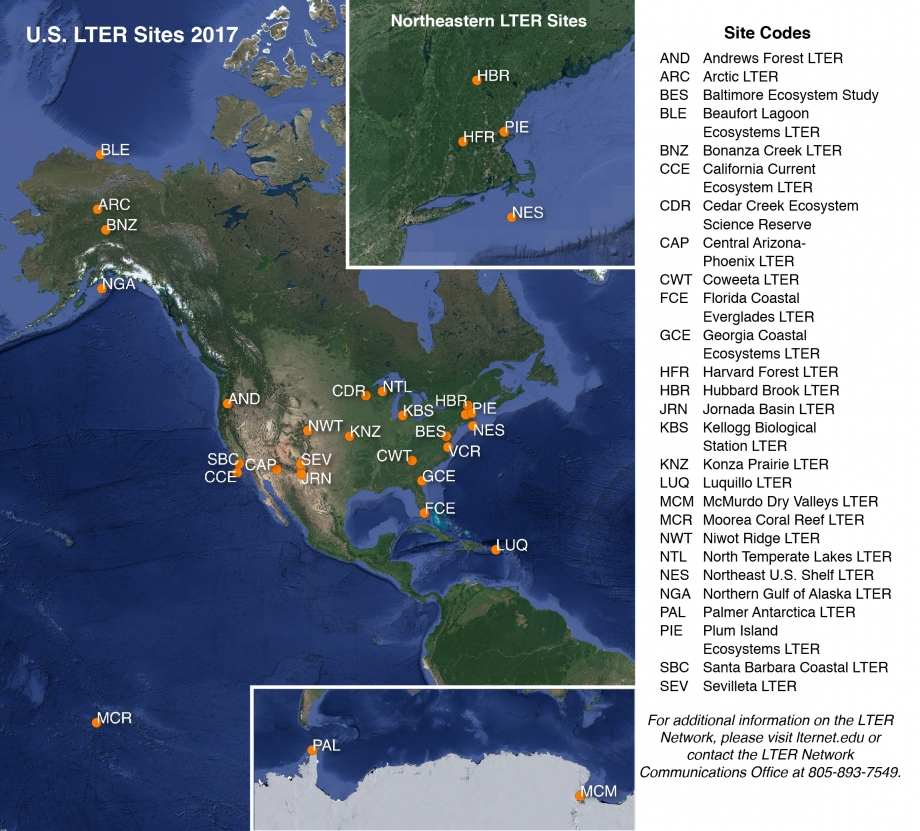 U.S. LTER Sites 2017
Northeastern LTER Sites
HBR
PIE
HFR
NES
BLE
ARC
BNZ
NGA
AND
CDR
NTL
HBR
PIE
KBS
NWT
KNZ
BES
NES
VCR
SBC
CAP
SEV
CWT
CCE
JRN
GCE
FCE
LUQ
MCR
PAL
MCM
Site Codes
AND Andrews Forest LTER
ARC Arctic LTER
BES Baltimore Ecosystem Study
BLE Beaufort Lagoon
Ecosystems LTER
BNZ Bonanza Creek LTER
CCE California Current
Ecosystem LTER
CDR Cedar Creek Ecosystem
Science Reserve
CAP Central Arizona-
Phoenix LTER
CWT Coweeta LTER
FCE Florida Coastal
Everglades LTER
GCE Georgia Coastal
Ecosystems LTER
HFR Harvard Forest LTER
HBR Hubbard Brook LTER
JRN Jornada Basin LTER
KBS Kellogg Biological
Station LTER
KNZ Konza Prairie LTER
LUQ Luquillo LTER
MCM McMurdo Dry Valleys LTER
MCR Moorea Coral Reef LTER
NWT Niwot Ridge LTER
NTL North Temperate Lakes LTER
NES Northeast U.S. Shelf LTER
NGA Northern Gulf of Alaska LTER
PAL Palmer Antarctica LTER
PIE Plum Island
Ecosystems LTER
SBC Santa Barbara Coastal LTER
SEV Sevilleta LTER
For additional information on the LTER
Network, please visit lternet.edu or
contact the LTER Network
Communications Office at 805-893-7549.